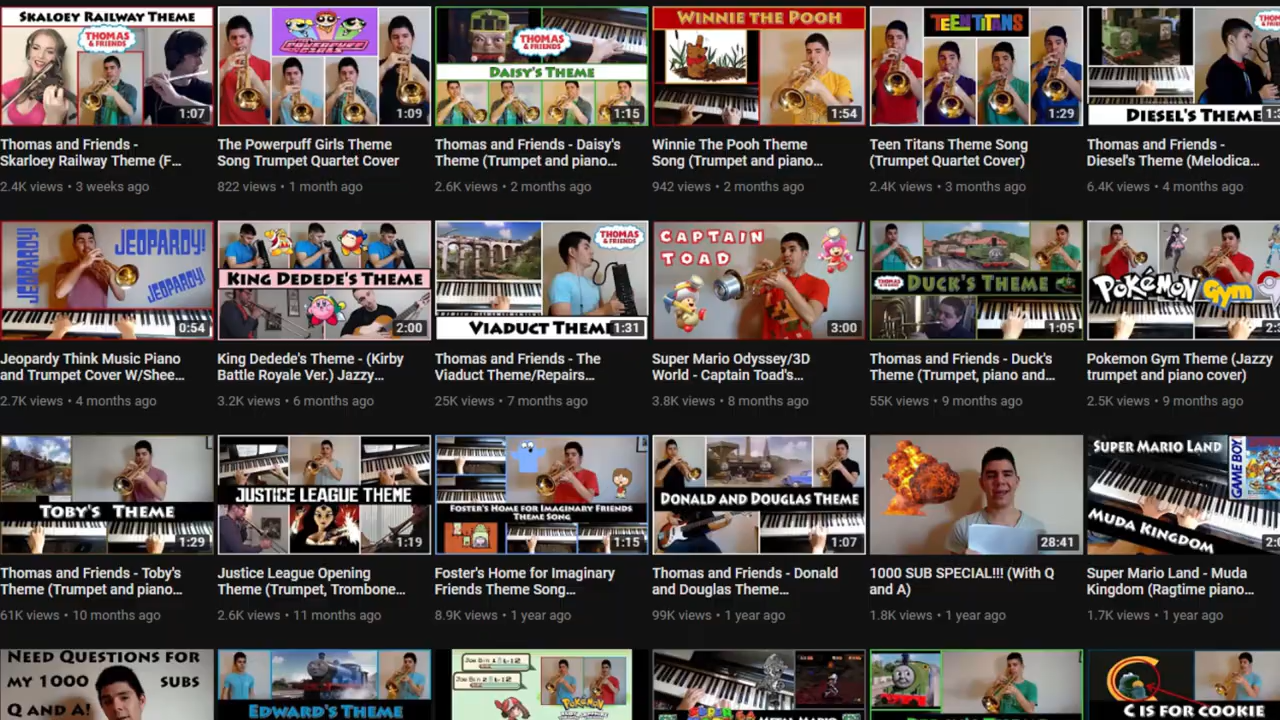 SKALOEY RAILWAY THEME
THOMAS & FRIENDS
1:07
POWERPUFF GIRLS
1:09
THOMAS & FRIENDS
DAISY'S THEME
1:15
WINNIE THE POOH
1:54
TEEN TITANS
1:29
DIESEL'S THEME
Thomas and Friends -
Skarloey Railway Theme (F...
2.4K views • 3 weeks ago
The Powerpuff Girls Theme
Song Trumpet Quartet Cover
822 views • 1 month ago
Thomas and Friends - Daisy's
Theme (Trumpet and piano...
2.6K views • 2 months ago
Winnie The Pooh Theme
Song (Trumpet and piano...
942 views • 2 months ago
Teen Titans Theme Song
(Trumpet Quartet Cover)
2.4K views • 3 months ago
Thomas and Friends -
Diesel's Theme (Melodica...
6.4K views • 4 months ago
JEOPARDY!
JEOPARDY!
JEOPARDY!
0:54
KING DEDEDE'S THEME
2:00
THOMAS & FRIENDS
VIADUCT THEME
1:31
CAPTAIN
TOAD
3:00
THOMAS & FRIENDS
DUCK'S THEME
1:05
POKéMON Gym
Jeopardy Think Music Piano
and Trumpet Cover W/Shee...
2.7K views • 4 months ago
King Dedede's Theme - (Kirby
Battle Royale Ver.) Jazzy...
3.2K views • 6 months ago
Thomas and Friends - The
Viaduct Theme/Repairs...
25K views • 7 months ago
Super Mario Odyssey/3D
World - Captain Toad's...
3.8K views • 8 months ago
Thomas and Friends - Duck's
Theme (Trumpet, piano and...
55K views • 9 months ago
Pokemon Gym Theme (Jazzy
trumpet and piano cover)
2.5K views • 9 months ago
TOBY'S THEME
1:29
JUSTICE LEAGUE THEME
1:19
FOSTER'S HOME FOR IMAGINARY FRIENDS
THEME SONG
1:15
DONALD AND DOUGLAS THEME
1:07
28:41
SUPER MARIO LAND
GAME BOY
MUDA KINGDOM
Thomas and Friends - Toby's
Theme (Trumpet and piano...
61K views • 10 months ago
Justice League Opening
Theme (Trumpet, Trombone...
2.6K views • 11 months ago
Foster's Home for Imaginary
Friends Theme Song...
8.9K views • 1 year ago
Thomas and Friends - Donald
and Douglas Theme...
99K views • 1 year ago
1000 SUB SPECIAL!!! (With Q
and A)
1.8K views • 1 year ago
Super Mario Land - Muda
Kingdom (Ragtime piano...
1.7K views • 1 year ago
NEED QUESTIONS FOR
MY 1000 SUBS
Q AND A!
EDWARD'S THEME
POKéMON
C IS FOR COOKIE